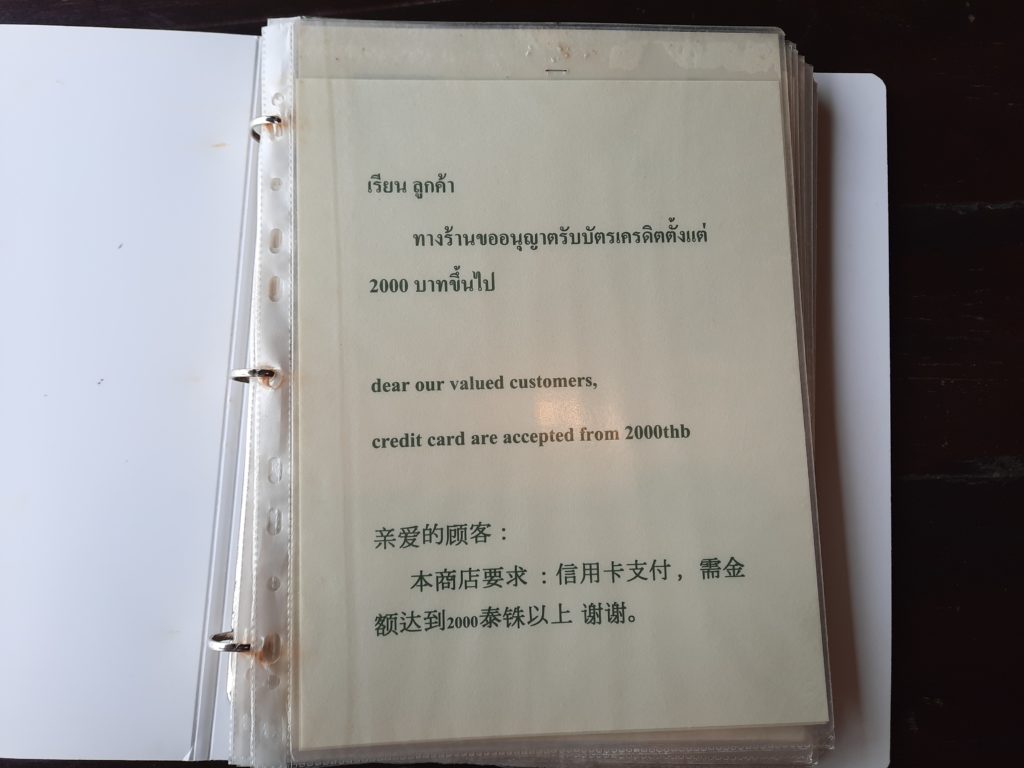 เรียน ลูกค้า
ทางร้านขออนุญาตรับบัตรเครดิตตั้งแต่
2000 บาทขึ้นไป
dear our valued customers,
credit card are accepted from 2000thb
亲爱的顾客：
本商店要求 ：信用卡支付，需金
额达到2000泰铢以上 谢谢。